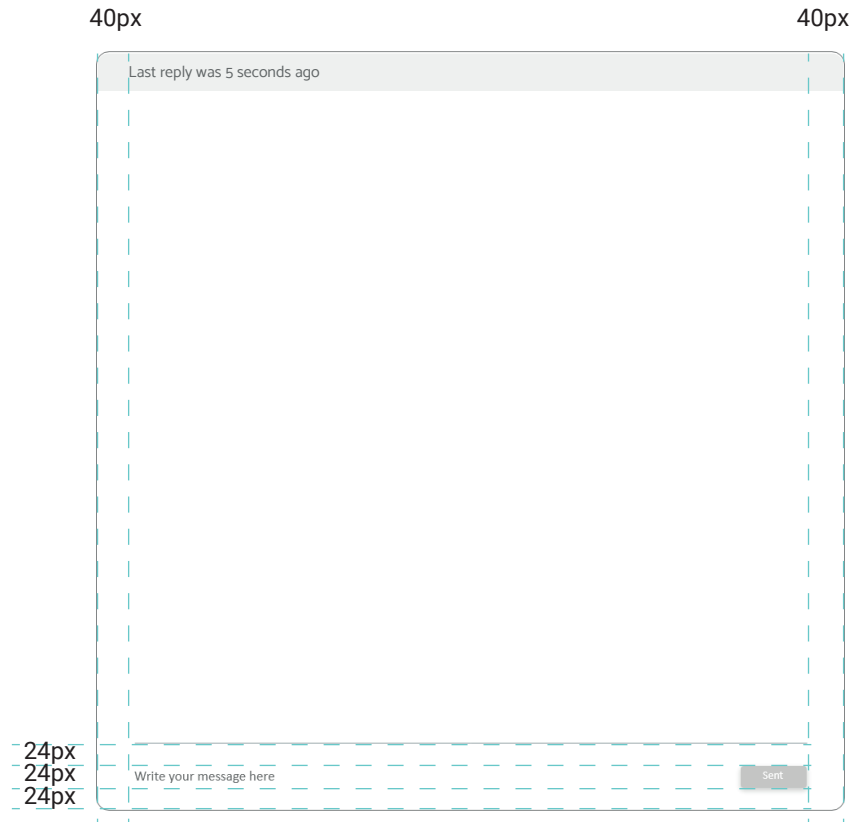 40px 40px
Last reply was 5 seconds ago
24px
24px
Write your message here Sent
24px